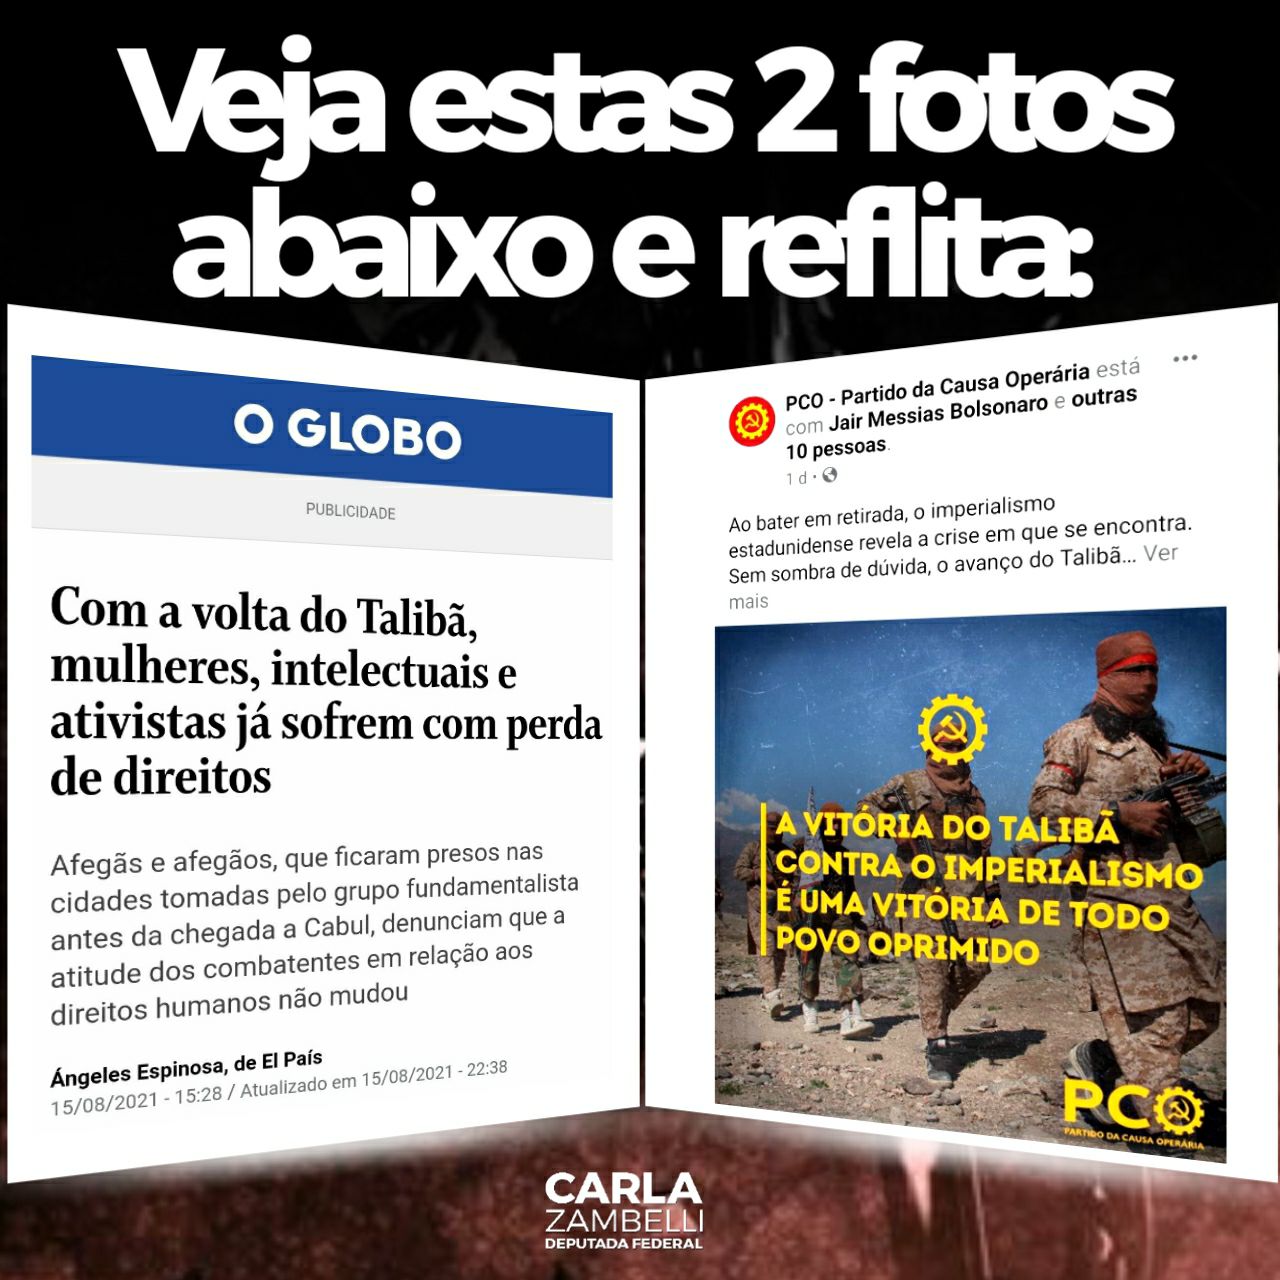 Veja estas 2 fotos
abaixo e reflita:
O GLOBO
PUBLICIDADE
Com a volta do Talibã,
mulheres, intelectuais e
ativistas já sofrem com perda
de direitos
Afegãs e afegãos, que ficaram presos nas
cidades tomadas pelo grupo fundamentalista
antes da chegada a Cabul, denunciam que a
atitude dos combatentes em relação aos
direitos humanos não mudou
Ángeles Espinosa, de El País
15/08/2021 - 15:28 / Atualizado em 15/08/2021 - 22:38
PCO - Partido da Causa Operária está
com Jair Messias Bolsonaro e outras
10 pessoas.
1 d ·
Ao bater em retirada, o imperialismo
estadunidense revela a crise em que se encontra.
Sem sombra de dúvida, o avanço do Talibã... Ver
mais
A VITÓRIA DO TALIBÃ
CONTRA O IMPERIALISMO
É UMA VITÓRIA DE TODO
POVO OPRIMIDO
PCO
PARTIDO DA CAUSA OPERÁRIA
CARLA
ZAMBELLI
DEPUTADA FEDERAL